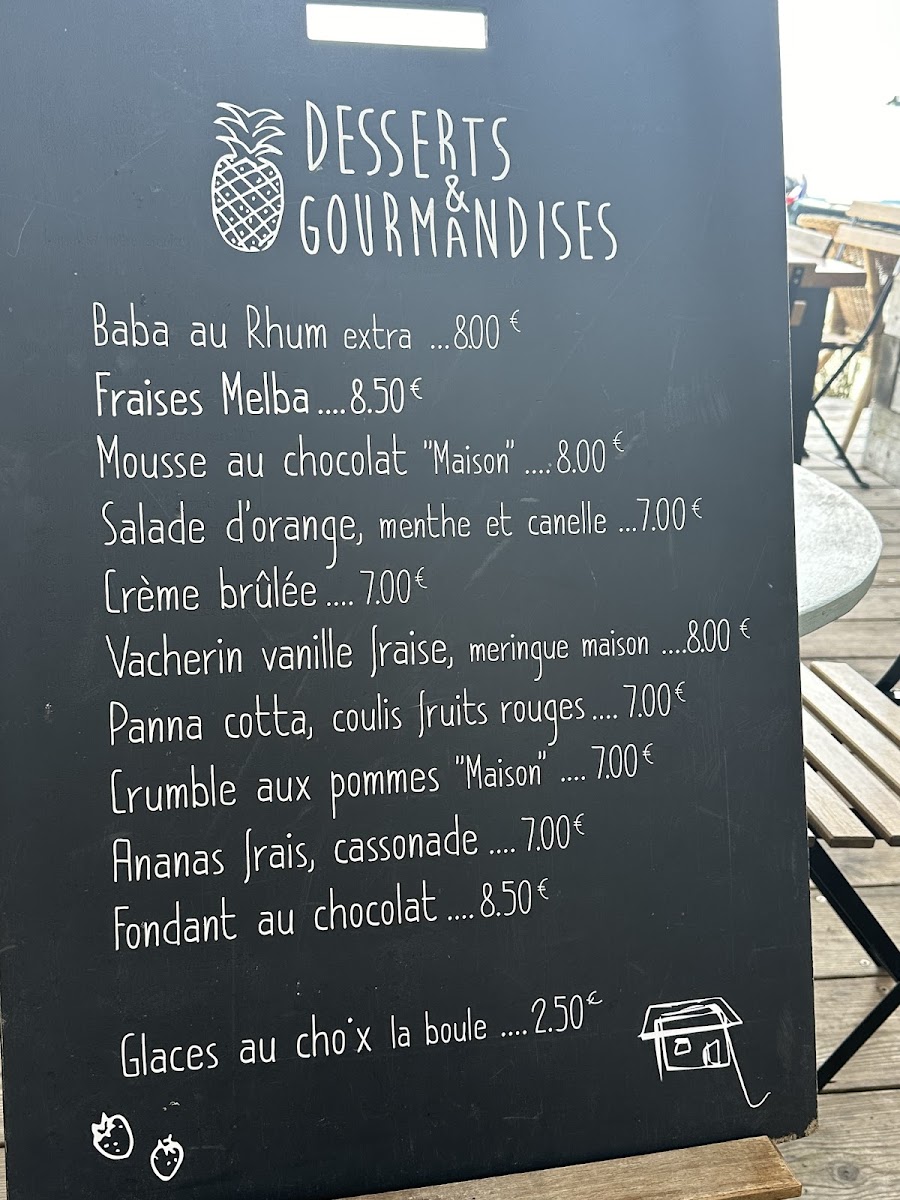 DESSERTS
&
GOURMANDISES
Baba au Rhum extra ...8.00 €
Fraises Melba....8.50€
Mousse au chocolat "Maison" ....8.00 €
Salade d'orange, menthe et canelle ...7.00 €
Crème brûlée.... 7.00€
Vacherin vanille fraise, meringue maison ....8.00 €
Panna cotta, coulis fruits rouges.... 7.00€
Crumble aux pommes "Maison" .... 7.00€
Ananas frais, cassonade .... 7.00€
Fondant au chocolat ....8.50€
Glaces au choix la boule ....2.50€